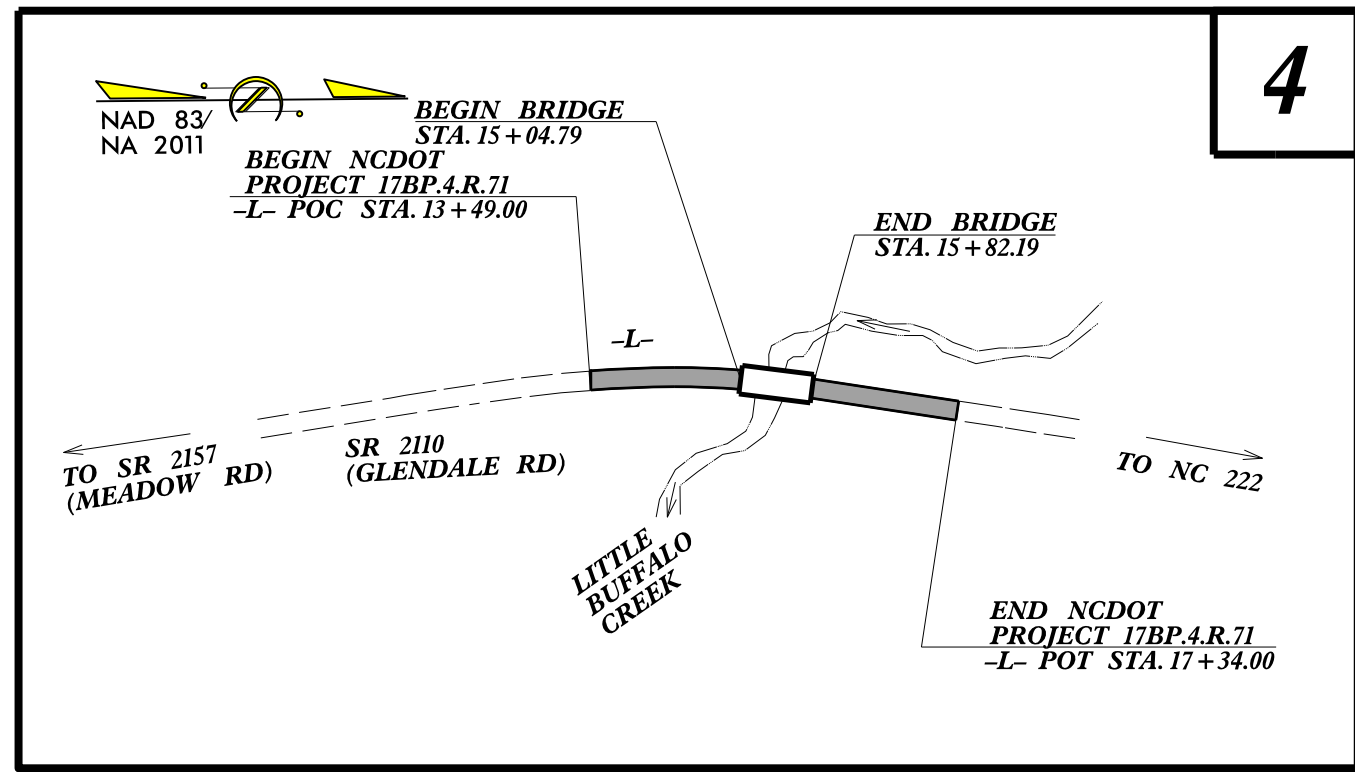 4
NAD 83/
NA 2011
BEGIN BRIDGE
STA. 15+04.79
BEGIN NCDOT
PROJECT 17BP.4.R.71
–L– POC STA. 13+49.00
END BRIDGE
STA. 15+82.19
–L–
TO SR 2157
(MEADOW RD)
SR 2110
(GLENDALE RD)
TO NC 222
LITTLE
BUFFALO
CREEK
END NCDOT
PROJECT 17BP.4.R.71
–L– POT STA. 17+34.00